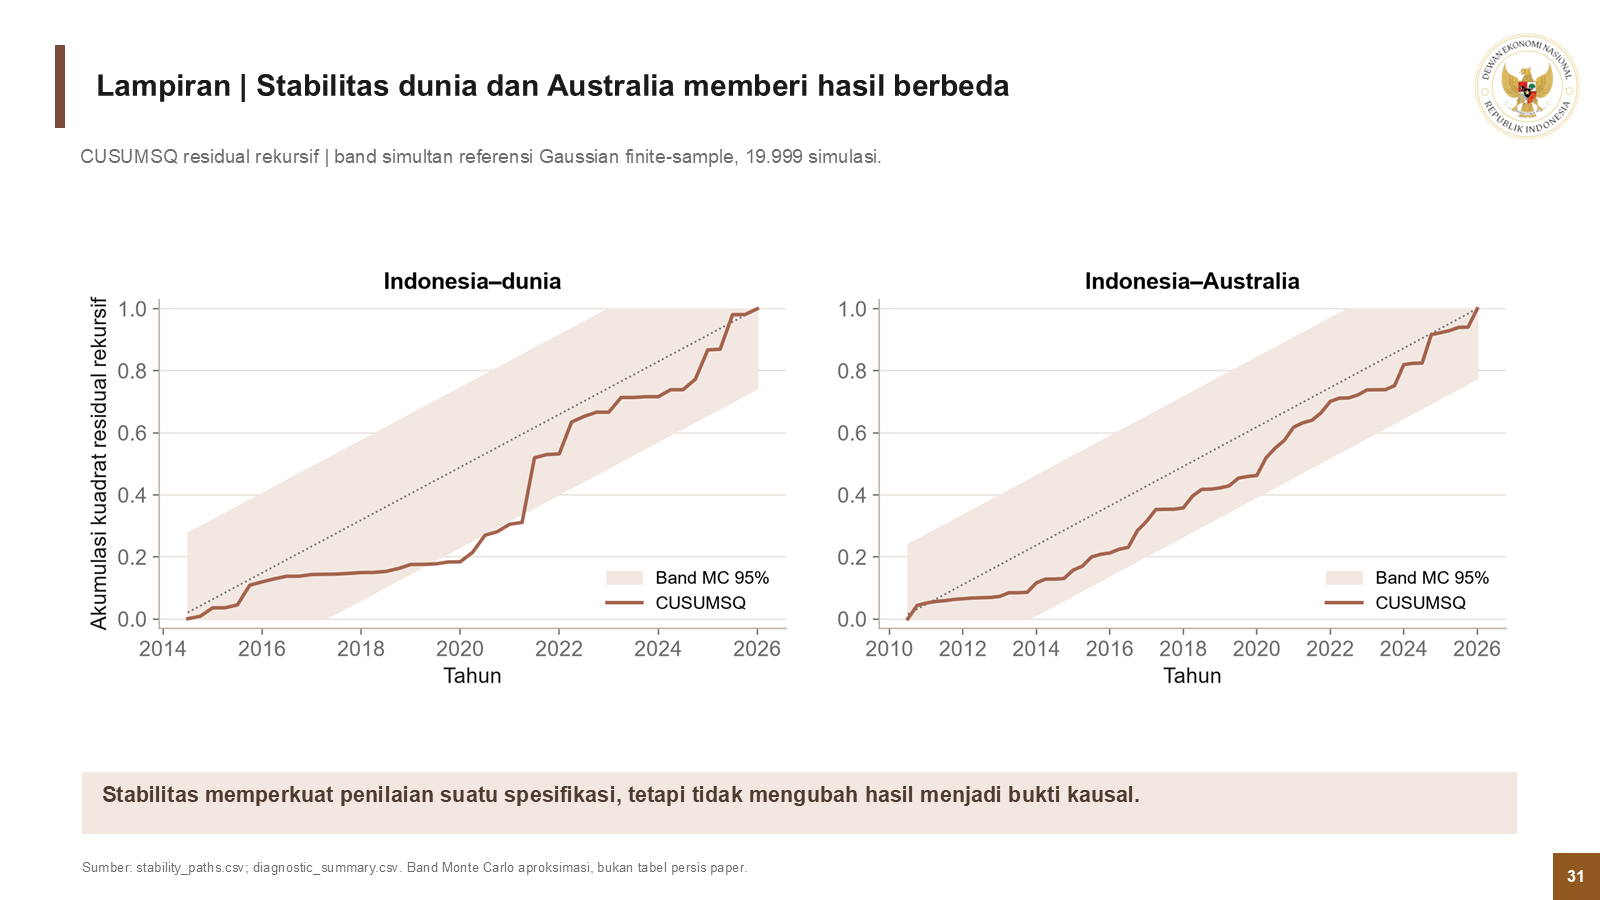 Lampiran | Stabilitas dunia dan Australia memberi hasil berbeda
DEWAN EKONOMI NASIONAL
REPUBLIK INDONESIA
CUSUMSQ residual rekursif | band simultan referensi Gaussian finite-sample, 19.999 simulasi.
Indonesia–dunia
Akumulasi kuadrat residual rekursif
1.0
0.8
0.6
0.4
0.2
0.0
Band MC 95%
CUSUMSQ
2014 2016 2018 2020 2022 2024 2026
Tahun
Indonesia–Australia
1.0
0.8
0.6
0.4
0.2
0.0
Band MC 95%
CUSUMSQ
2010 2012 2014 2016 2018 2020 2022 2024 2026
Tahun
Stabilitas memperkuat penilaian suatu spesifikasi, tetapi tidak mengubah hasil menjadi bukti kausal.
Sumber: stability_paths.csv; diagnostic_summary.csv. Band Monte Carlo aproksimasi, bukan tabel persis paper.
31